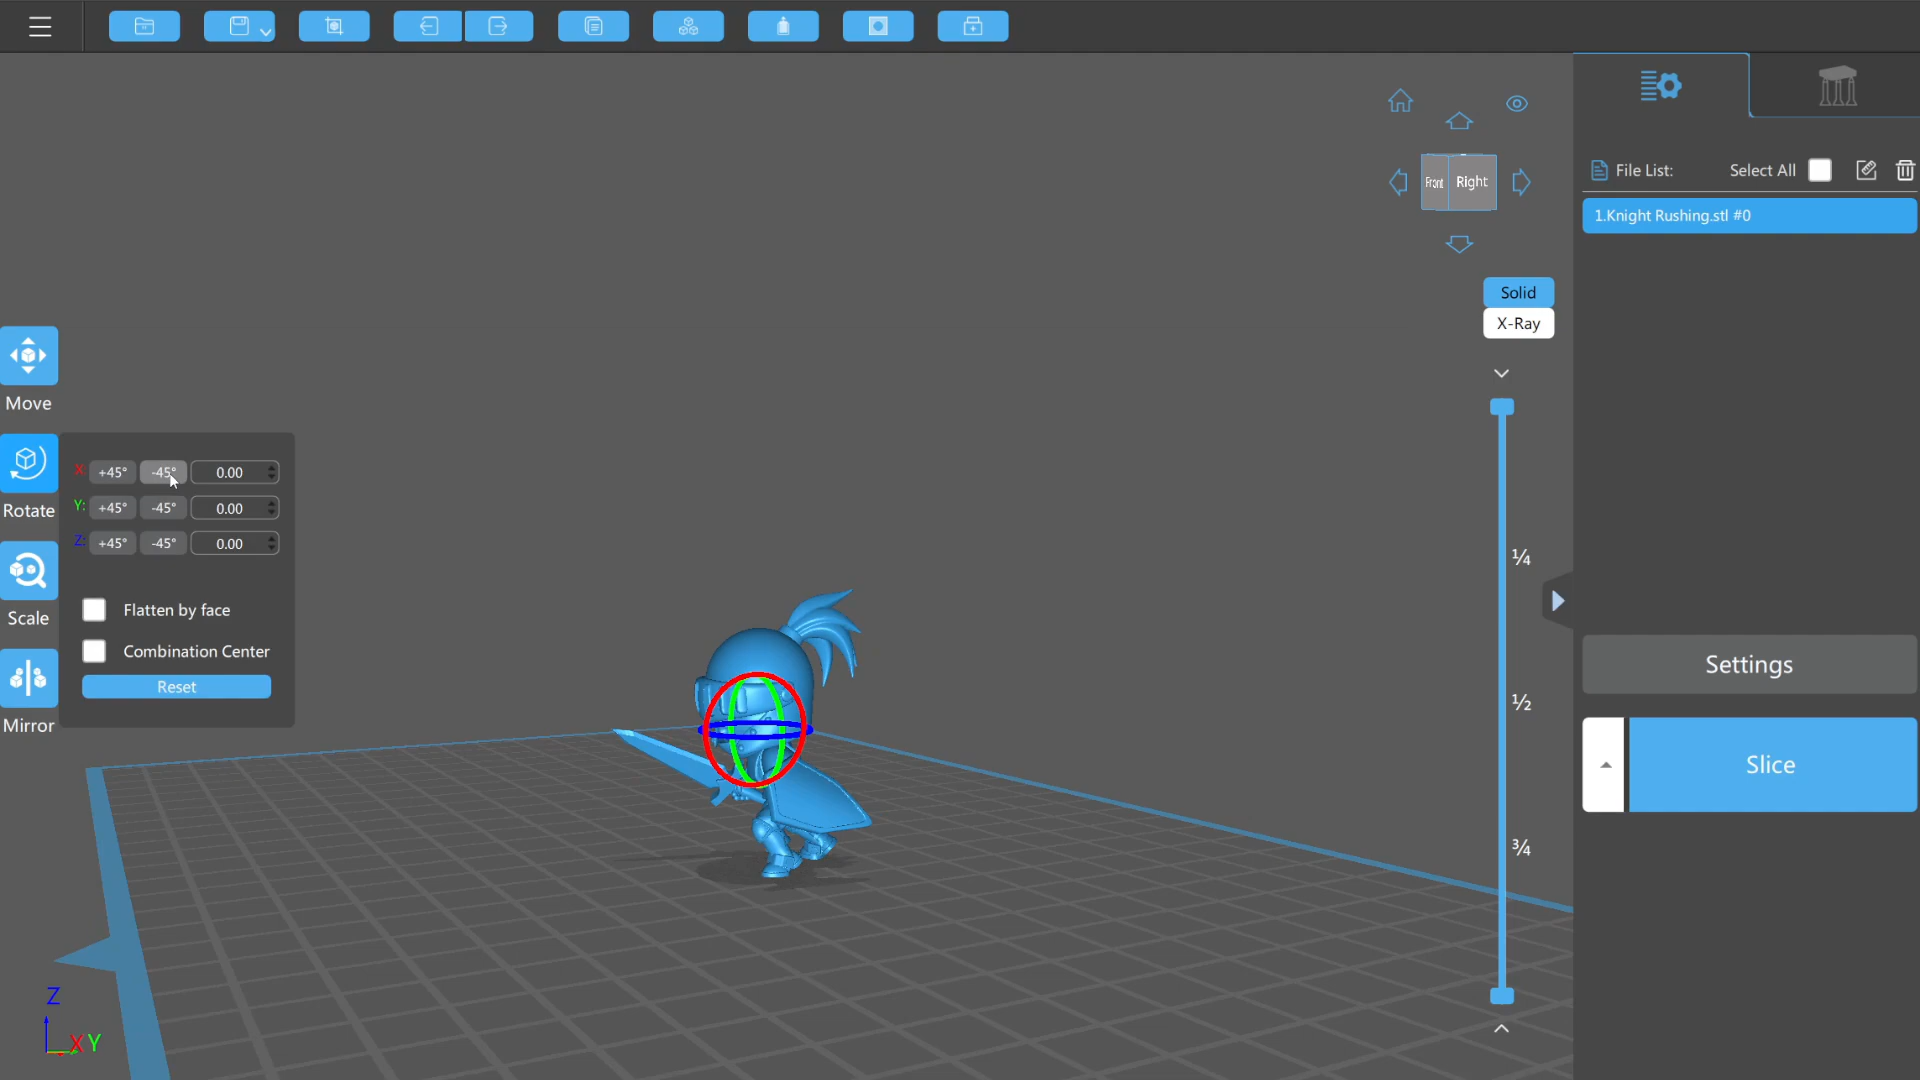 Front
Right
File List:
Select All
1.Knight Rushing.stl #0
Solid
X-Ray
Move
X: +45° -45° 0.00
Rotate
Y: +45° -45° 0.00
Z: +45° -45° 0.00
Flatten by face
Combination Center
Reset
Scale
Mirror
¼
½
¾
Settings
Slice
Z
X Y